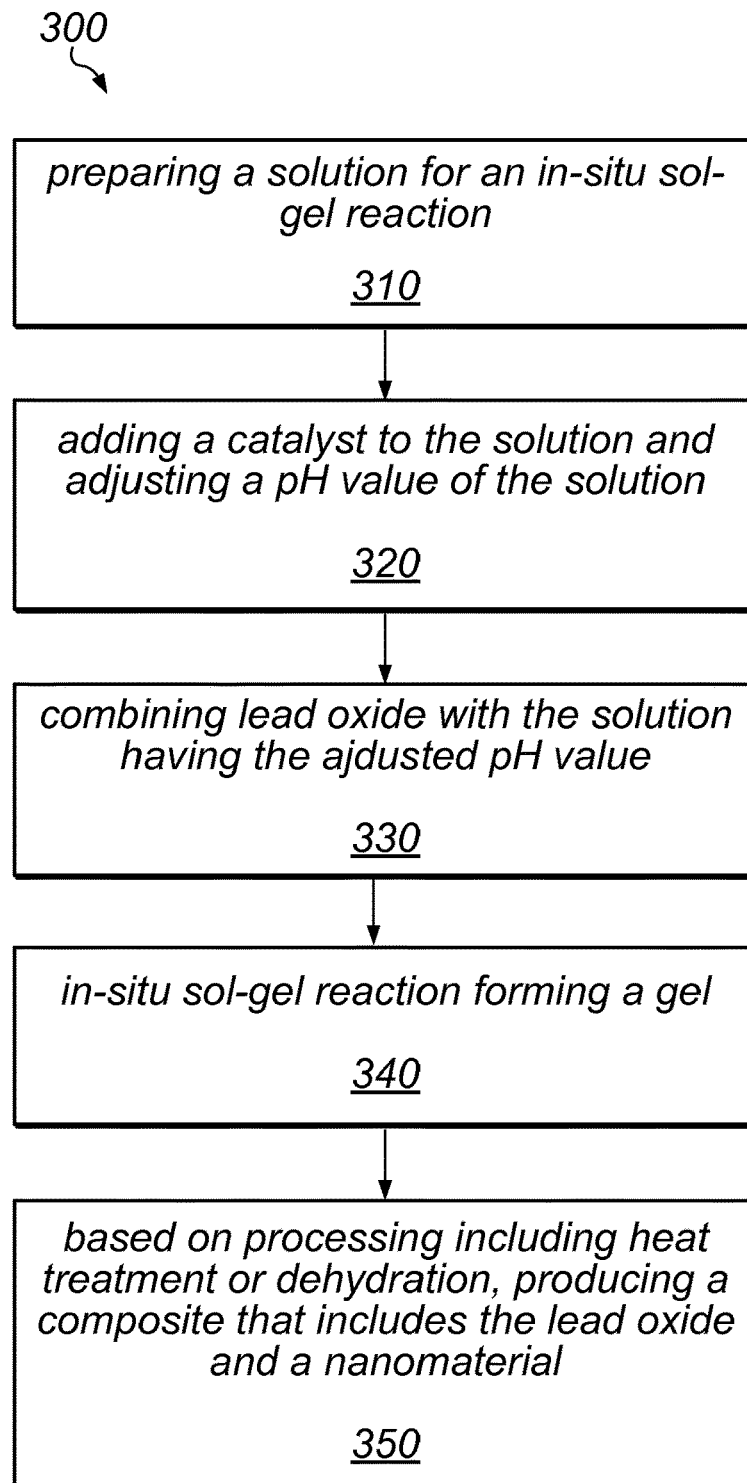 300
preparing a solution for an in-situ sol-
gel reaction
310
adding a catalyst to the solution and
adjusting a pH value of the solution
320
combining lead oxide with the solution
having the ajdusted pH value
330
in-situ sol-gel reaction forming a gel
340
based on processing including heat
treatment or dehydration, producing a
composite that includes the lead oxide
and a nanomaterial
350